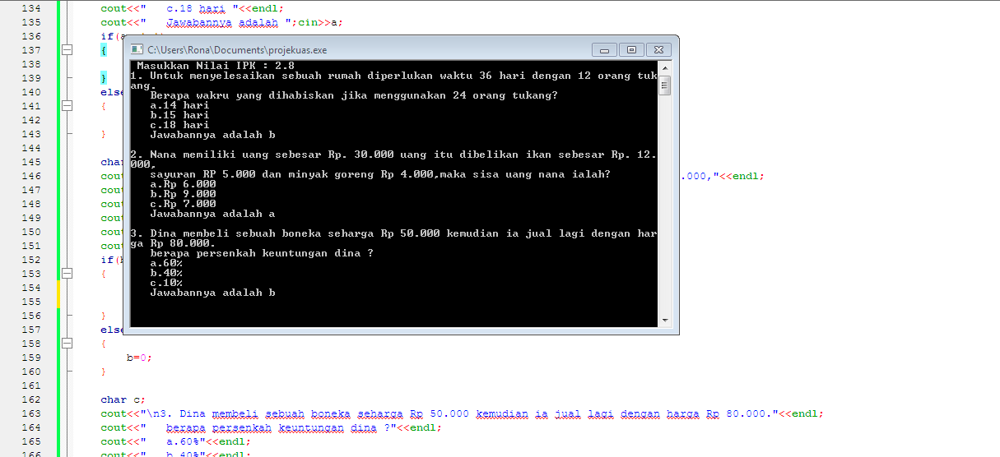 134 cout<<"   c.18 hari "<<endl;
135 cout<<"   Jawabannya adalah ";cin>>a;
136 if(a
137 {
138
139 }
140 else
141 {
142
143 }
144
145 char
146 cout .000,"<<endl;
147 cout
148 cout
149 cout
150 cout
151 cout
152 if(b
153 {
154
155
156 }
157 else
158 {
159 b=0;
160 }
161
162 char c;
163 cout<<"\n3. Dina membeli sebuah boneka seharga Rp 50.000 kemudian ia jual lagi dengan harga Rp 80.000."<<endl;
164 cout<<"   berapa persenkah keuntungan dina ?"<<endl;
165 cout<<"   a.60%"<<endl;
166 cout<<"   b.40%"<<endl;
C:\Users\Rona\Documents\projekuas.exe
Masukkan Nilai IPK : 2.8
1. Untuk menyelesaikan sebuah rumah diperlukan waktu 36 hari dengan 12 orang tuk
ang.
Berapa wakru yang dihabiskan jika menggunakan 24 orang tukang?
a.14 hari
b.15 hari
c.18 hari
Jawabannya adalah b
2. Nana memiliki uang sebesar Rp. 30.000 uang itu dibelikan ikan sebesar Rp. 12.
000,
sayuran RP 5.000 dan minyak goreng Rp 4.000,maka sisa uang nana ialah?
a.Rp 6.000
b.Rp 9.000
c.Rp 7.000
Jawabannya adalah a
3. Dina membeli sebuah boneka seharga Rp 50.000 kemudian ia jual lagi dengan har
ga Rp 80.000.
berapa persenkah keuntungan dina ?
a.60%
b.40%
c.10%
Jawabannya adalah b